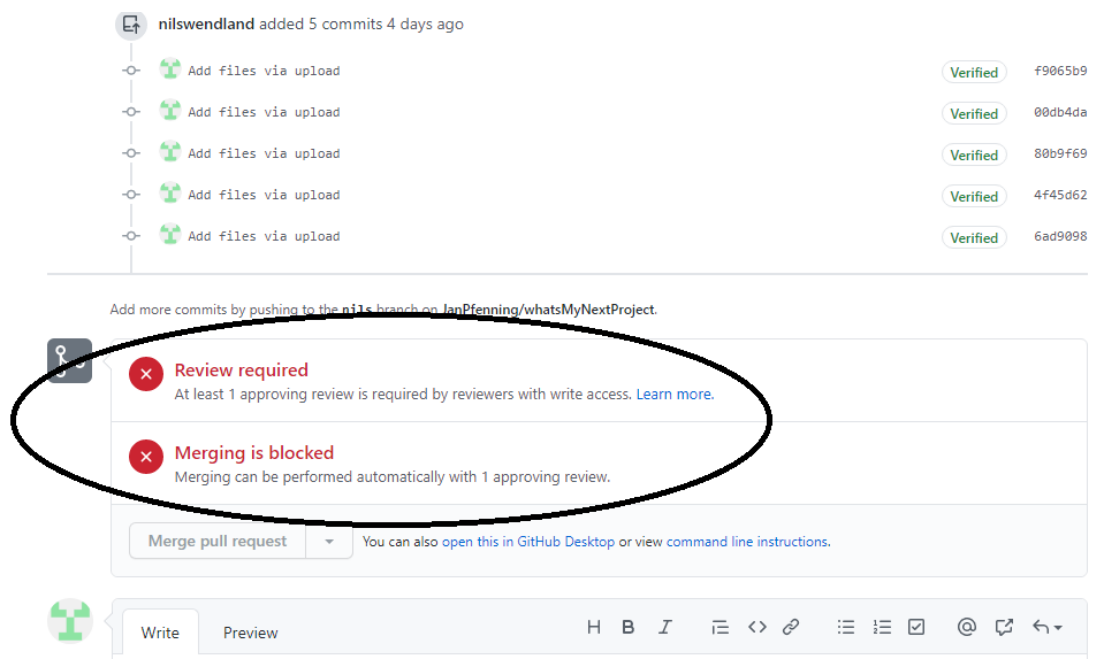 nilswendland added 5 commits 4 days ago
Add files via upload Verified f9065b9
Add files via upload Verified 00db4da
Add files via upload Verified 80b9f69
Add files via upload Verified 4f45d62
Add files via upload Verified 6ad9098
Add more commits by pushing to the nils branch on JanPfenning/whatsMyNextProject.
Review required
At least 1 approving review is required by reviewers with write access. Learn more.
Merging is blocked
Merging can be performed automatically with 1 approving review.
Merge pull request You can also open this in GitHub Desktop or view command line instructions.
Write Preview H B I @